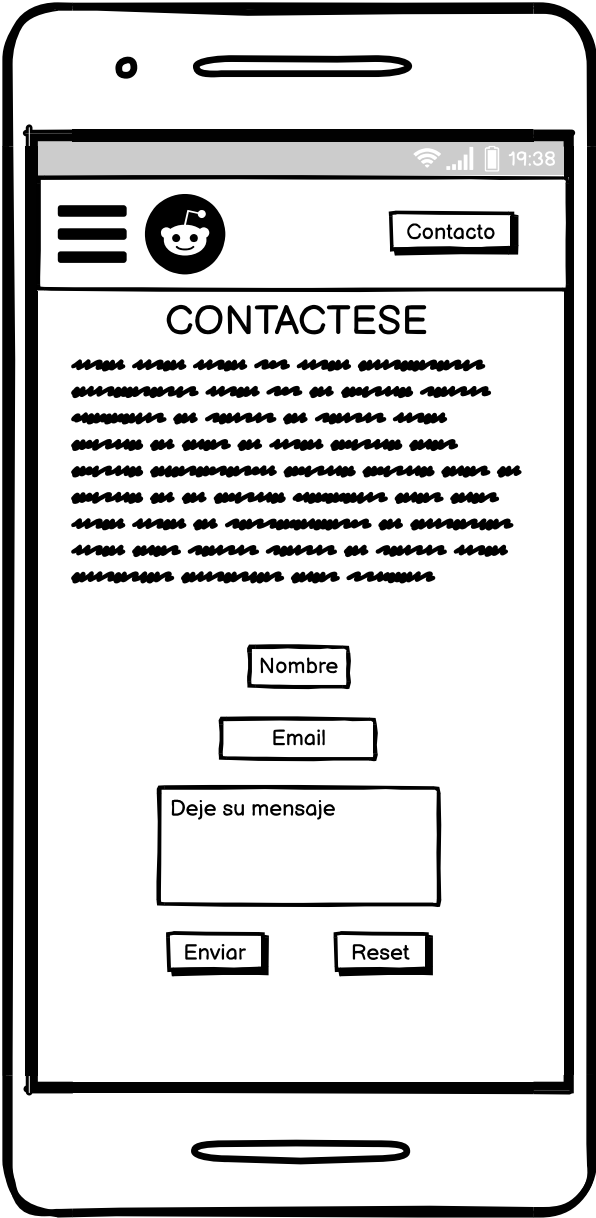 19:38
Contacto
CONTACTESE
Nombre
Email
Deje su mensaje
Enviar
Reset